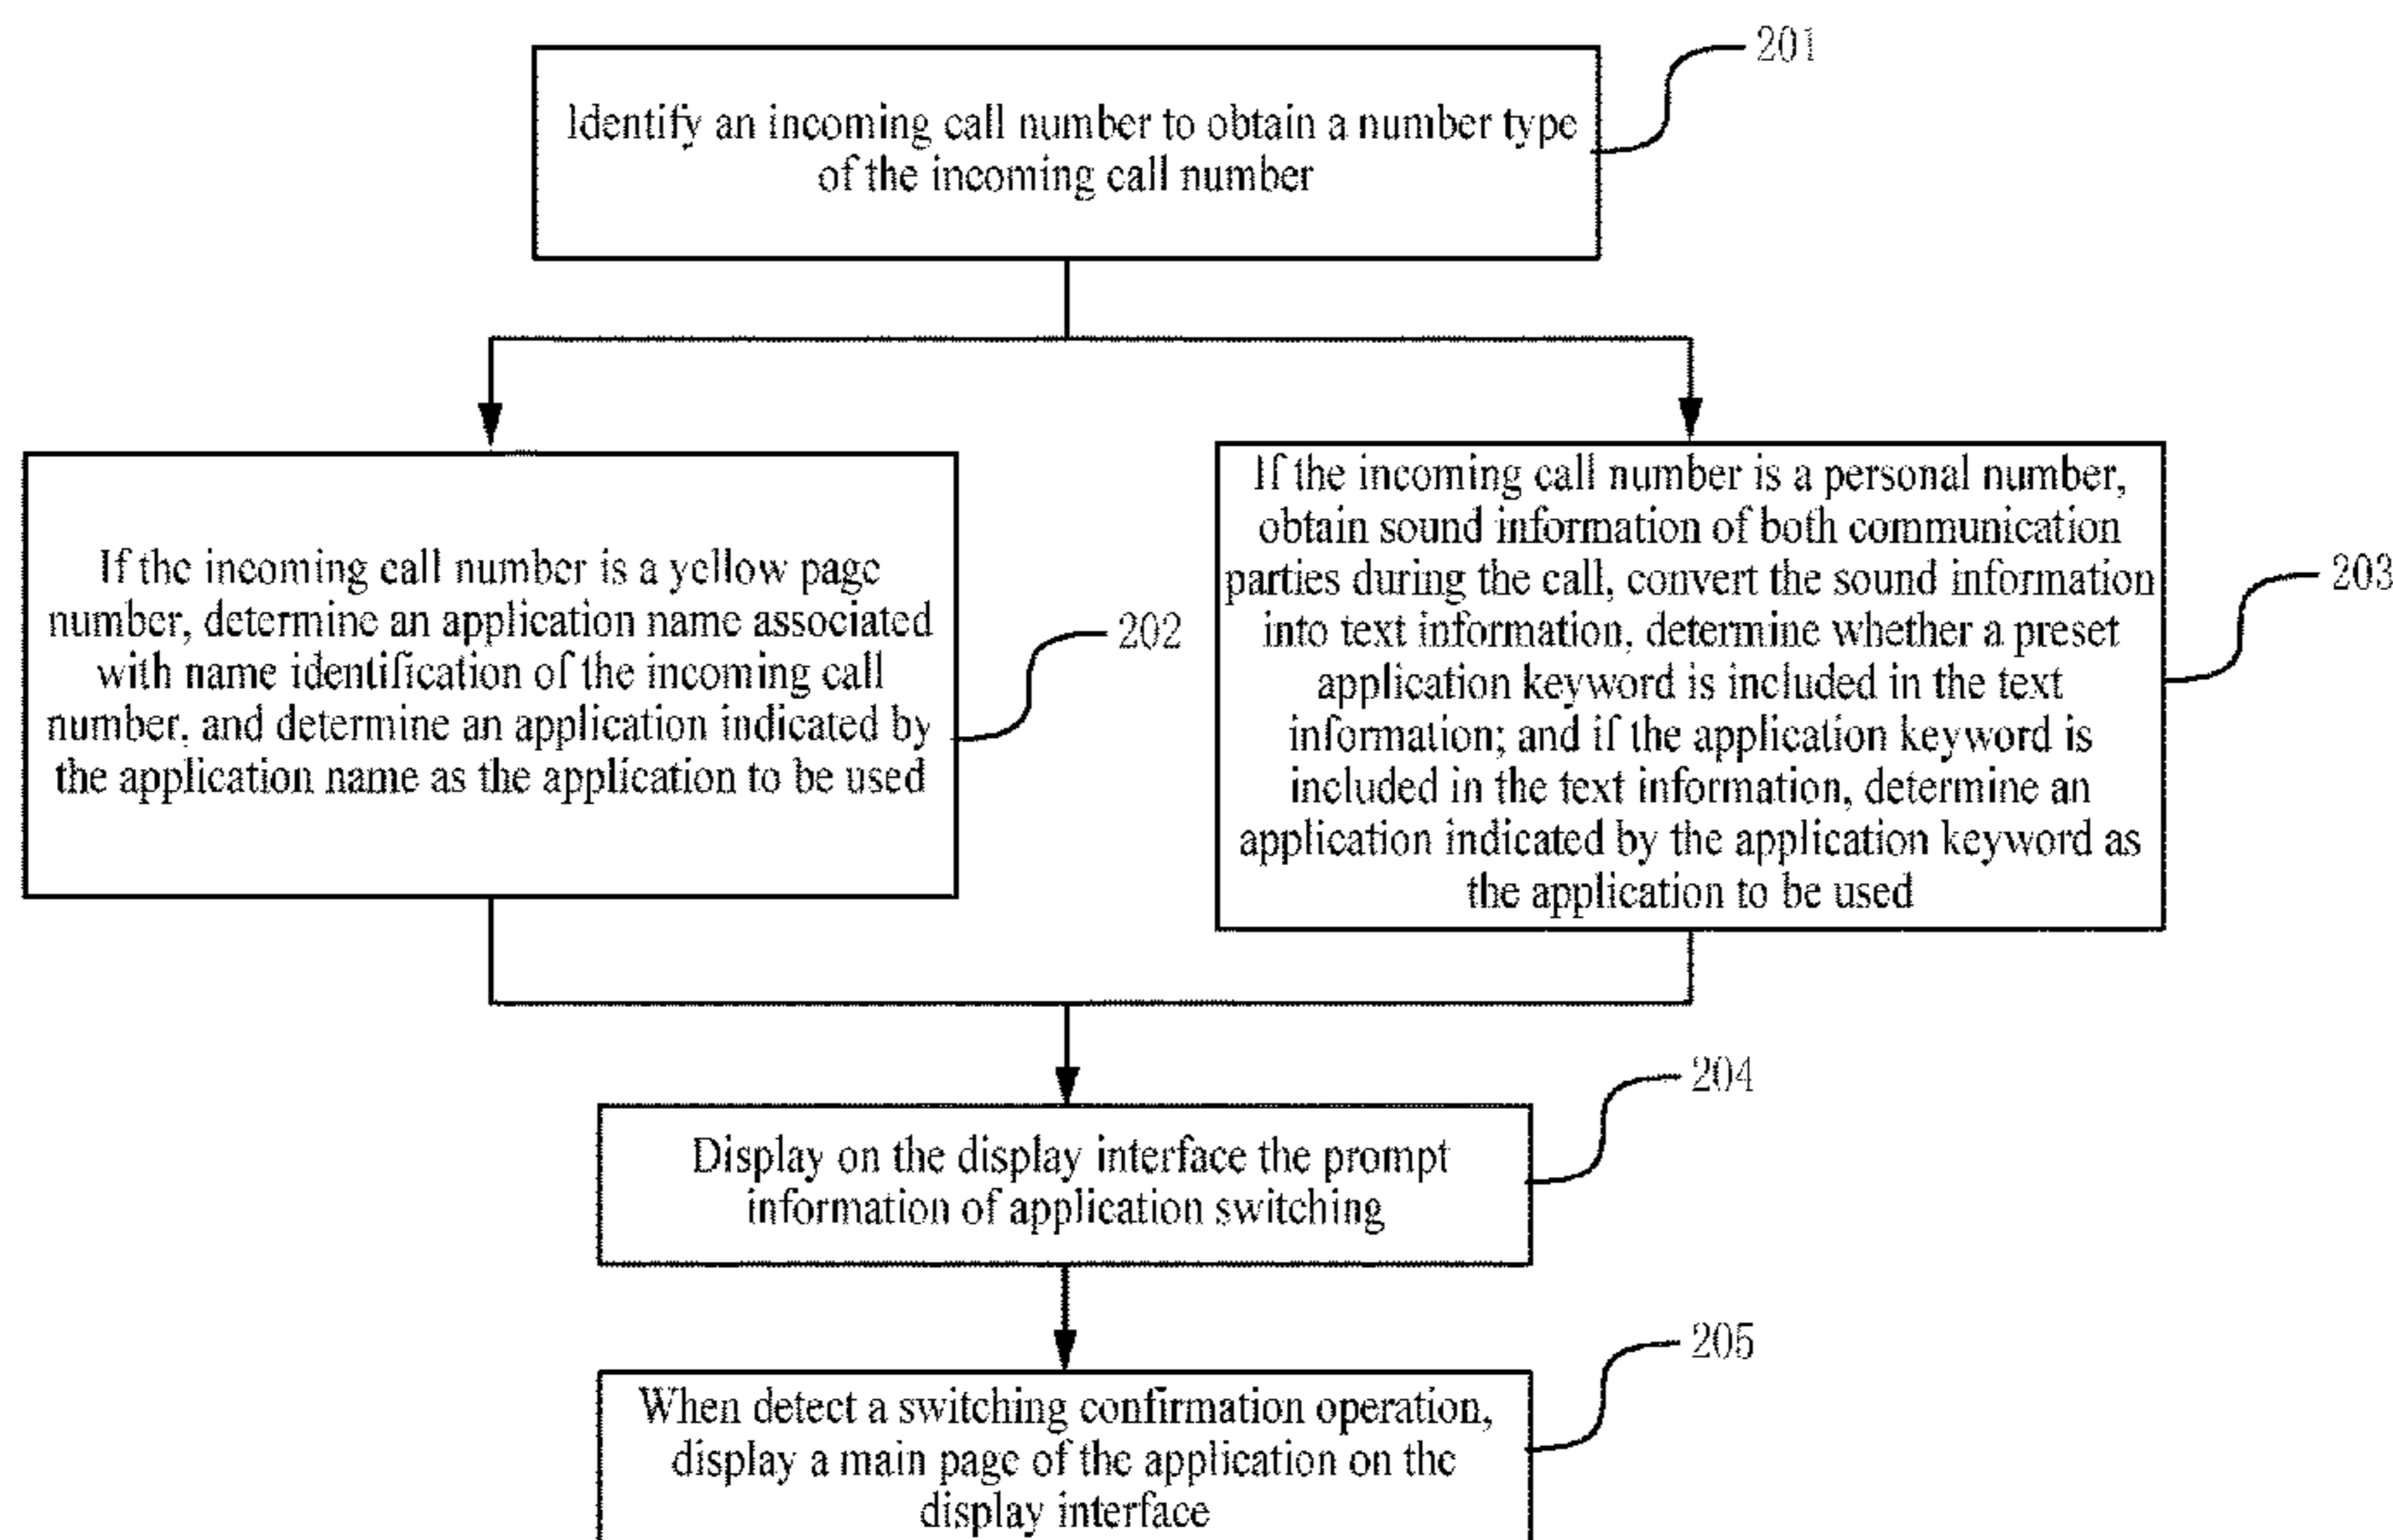 201
Identify an incoming call number to obtain a number type
of the incoming call number
If the incoming call number is a yellow page
number, determine an application name associated
with name identification of the incoming call
number, and determine an application indicated by
the application name as the application to be used
202
If the incoming call number is a personal number,
obtain sound information of both communication
parties during the call, convert the sound information
into text information, determine whether a preset
application keyword is included in the text
information; and if the application keyword is
included in the text information, determine an
application indicated by the application keyword as
the application to be used
203
204
Display on the display interface the prompt
information of application switching
205
When detect a switching confirmation operation,
display a main page of the application on the
display interface